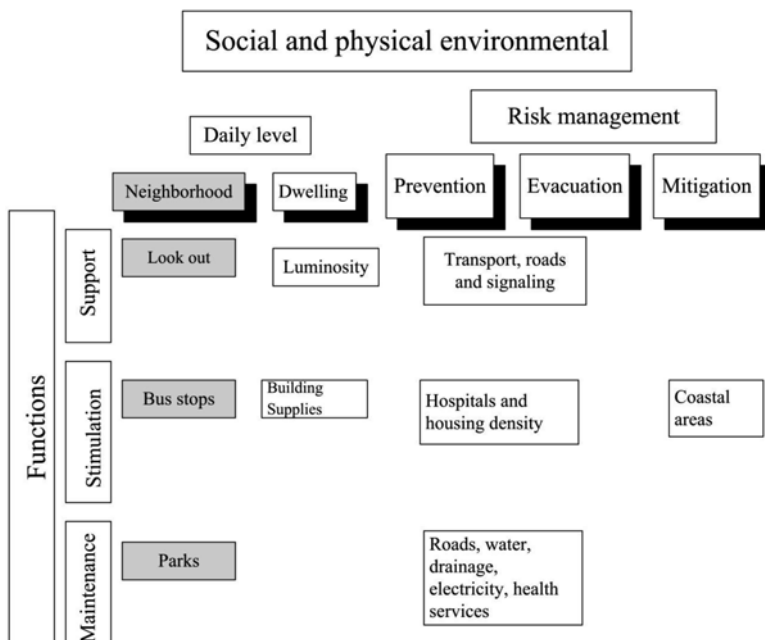 Social and physical environmental
Risk management
Daily level
Neighborhood
Dwelling
Prevention
Evacuation
Mitigation
Functions
Support
Look out
Luminosity
Transport, roads
and signaling
Stimulation
Bus stops
Building
Supplies
Hospitals and
housing density
Coastal
areas
Maintenance
Parks
Roads, water,
drainage,
electricity, health
services